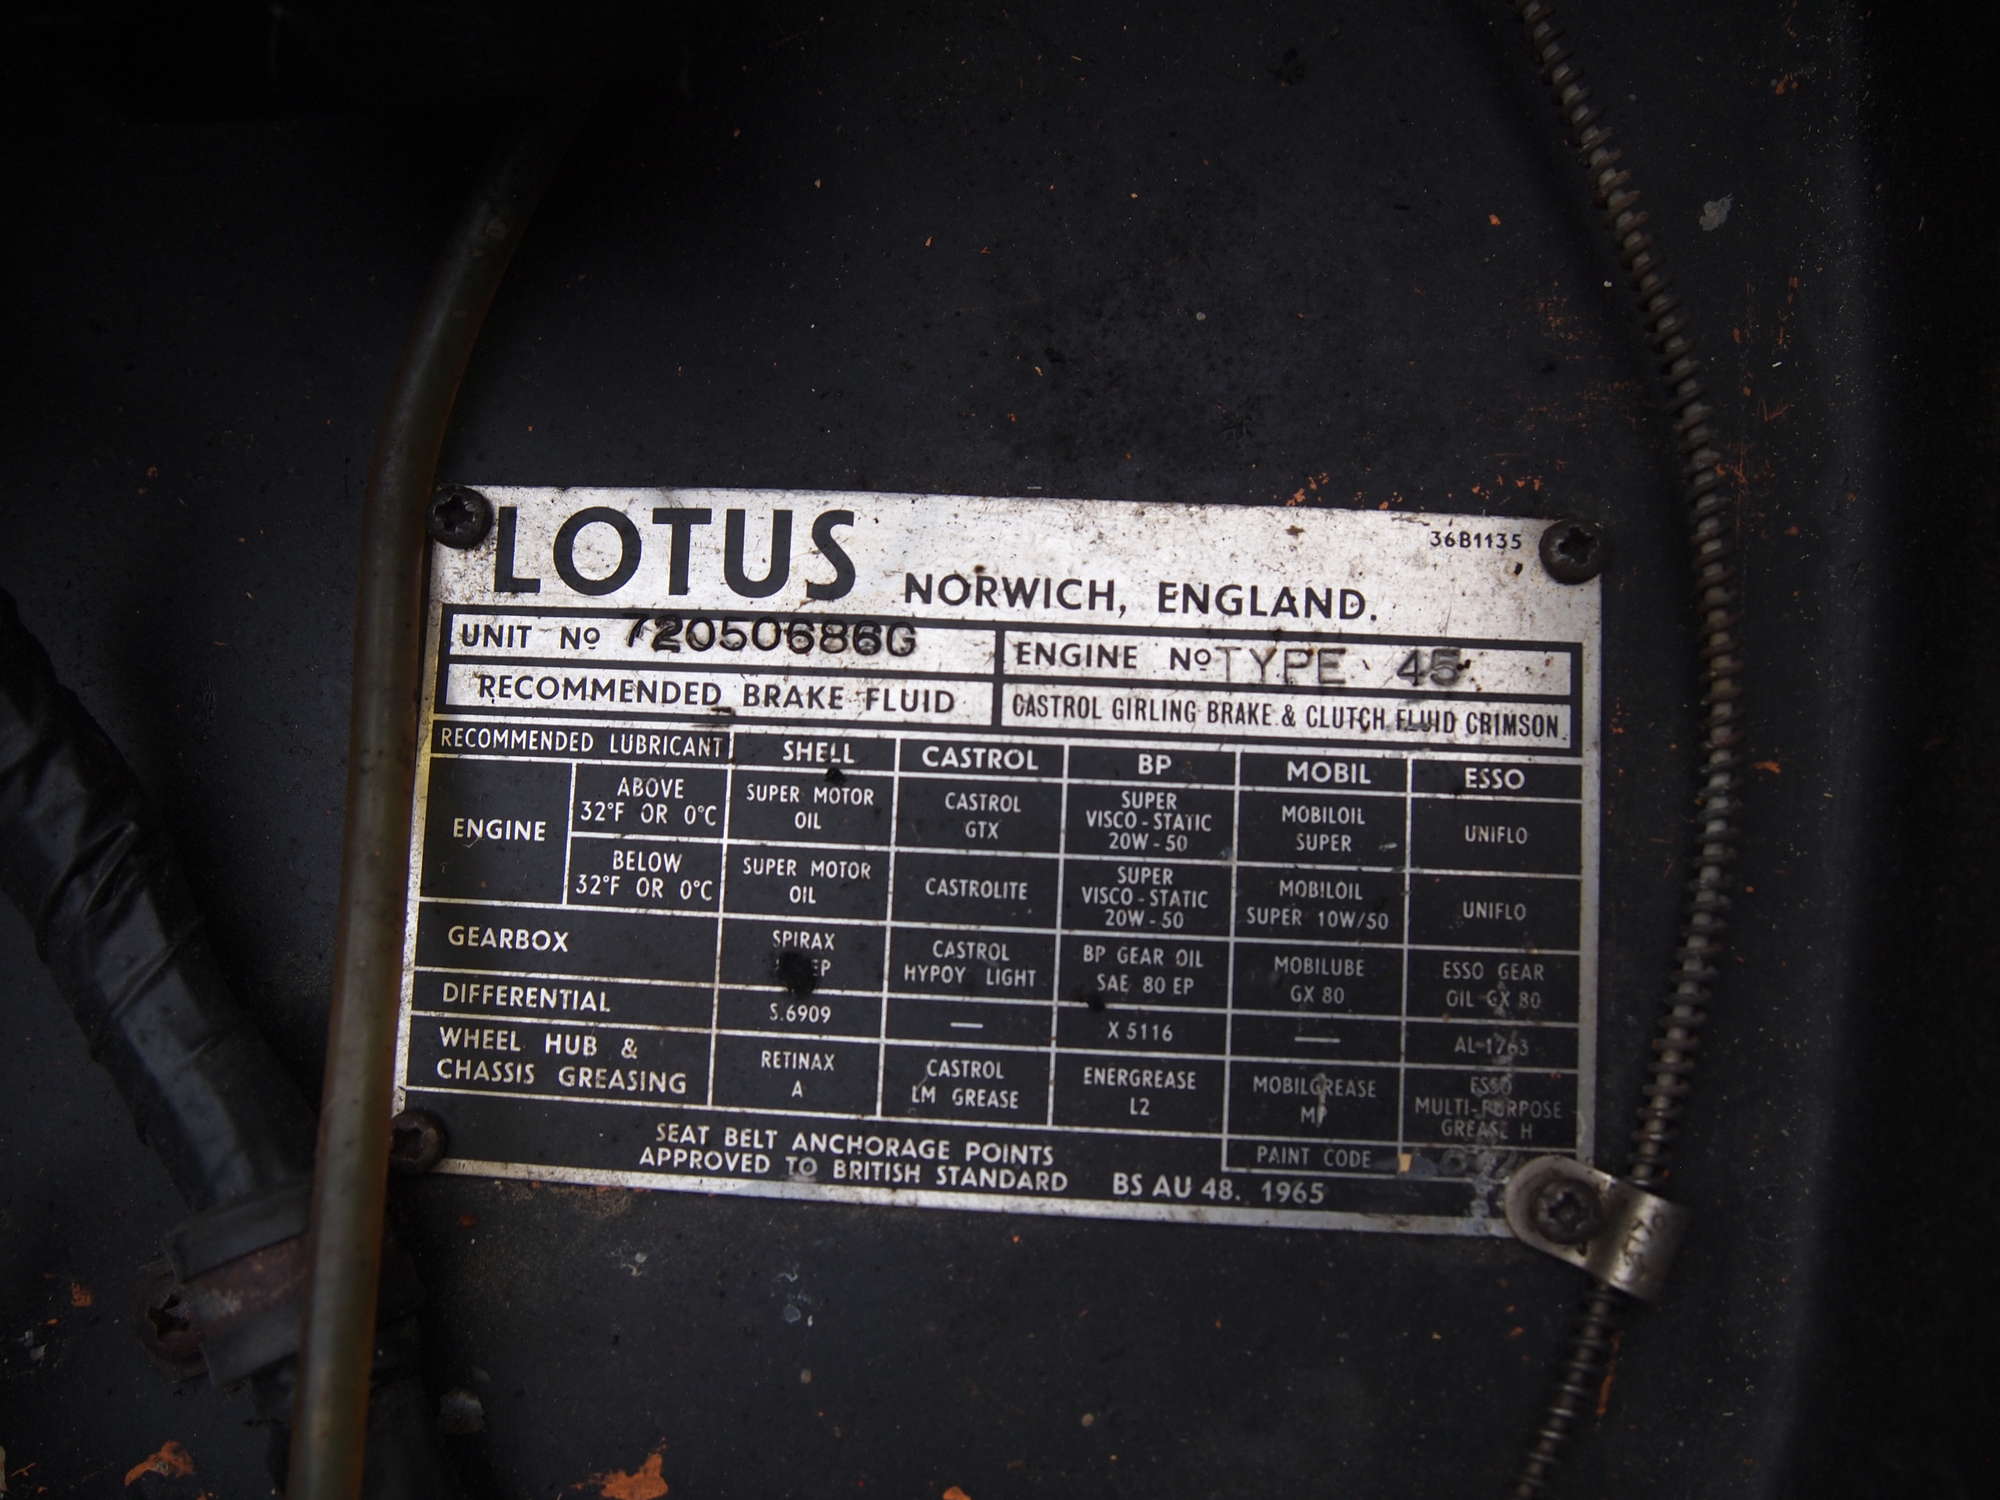 LOTUS NORWICH, ENGLAND.
36B1135
UNIT Nº 72050686G
ENGINE Nº TYPE 45
RECOMMENDED BRAKE FLUID
CASTROL GIRLING BRAKE & CLUTCH FLUID CRIMSON.
RECOMMENDED LUBRICANT SHELL CASTROL BP MOBIL ESSO
ENGINE
ABOVE
32°F OR 0°C
SUPER MOTOR
OIL
CASTROL
GTX
SUPER
VISCO-STATIC
20W-50
MOBILOIL
SUPER
UNIFLO
BELOW
32°F OR 0°C
SUPER MOTOR
OIL
CASTROLITE
SUPER
VISCO-STATIC
20W-50
MOBILOIL
SUPER 10W/50
UNIFLO
GEARBOX
SPIRAX
EP
CASTROL
HYPOY LIGHT
BP GEAR OIL
SAE 80 EP
MOBILUBE
GX 80
ESSO GEAR
OIL GX 80
DIFFERENTIAL
S.6909
—
X 5116
—
AL-1763
WHEEL HUB &
CHASSIS GREASING
RETINAX
A
CASTROL
LM GREASE
ENERGREASE
L2
MOBILGREASE
MP
ESSO
MULTI-PURPOSE
GREASE H
SEAT BELT ANCHORAGE POINTS
APPROVED TO BRITISH STANDARD BS AU 48. 1965
PAINT CODE